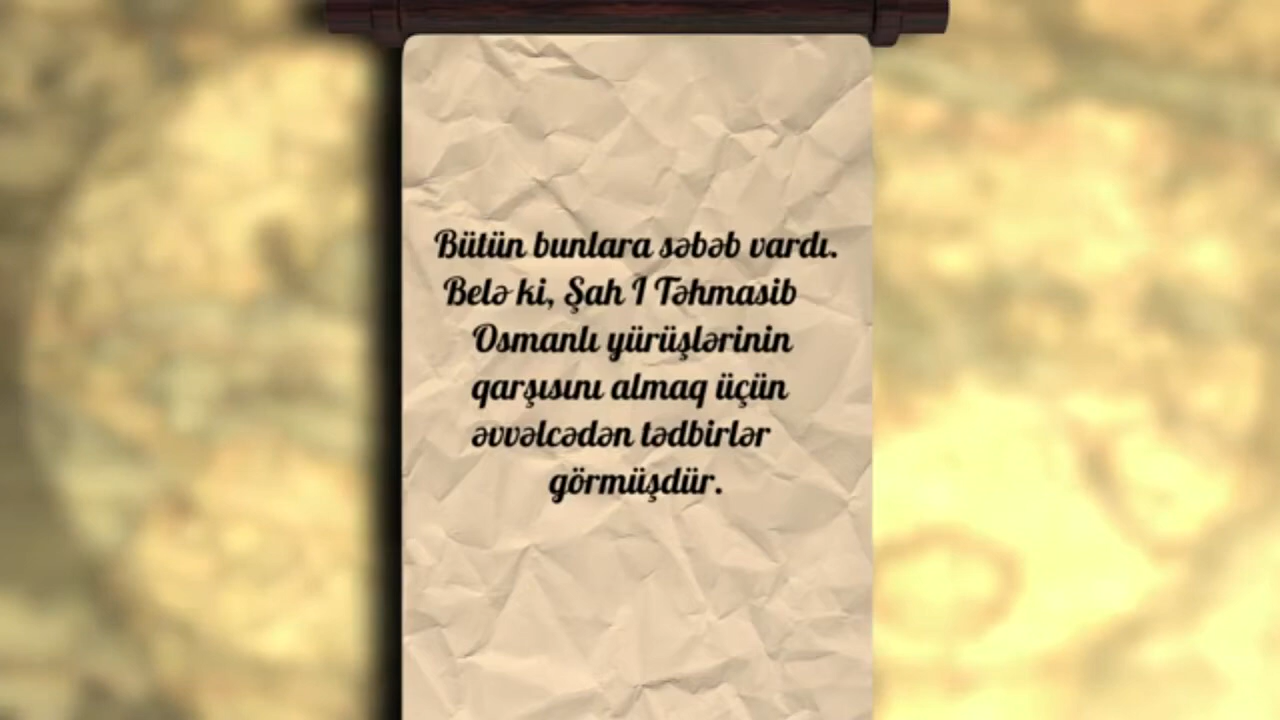 Bütün bunlara səbəb vardı.
Belə ki, Şah I Təhmasib
Osmanlı yürüşlərinin
qarşısını almaq üçün
əvvəlcədən tədbirlər
görmüşdür.